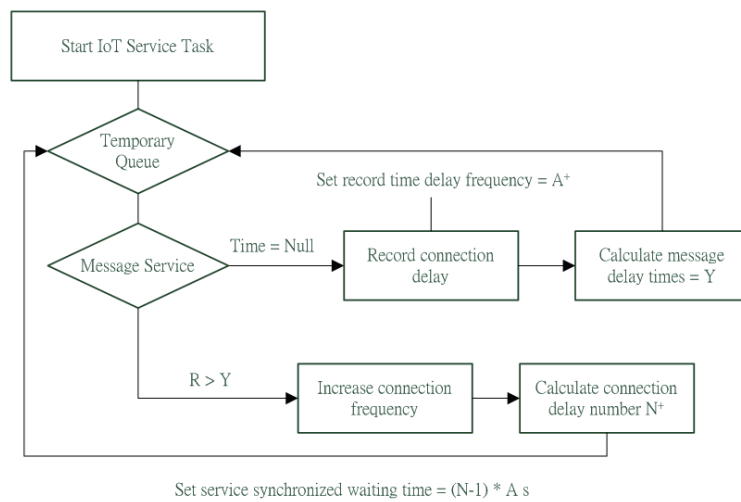 Start IoT Service Task
Temporary
Queue
Set record time delay frequency = A⁺
Message Service
Time = Null
Record connection
delay
Calculate message
delay times = Y
R > Y
Increase connection
frequency
Calculate connection
delay number N⁺
Set service synchronized waiting time = (N-1) * A s